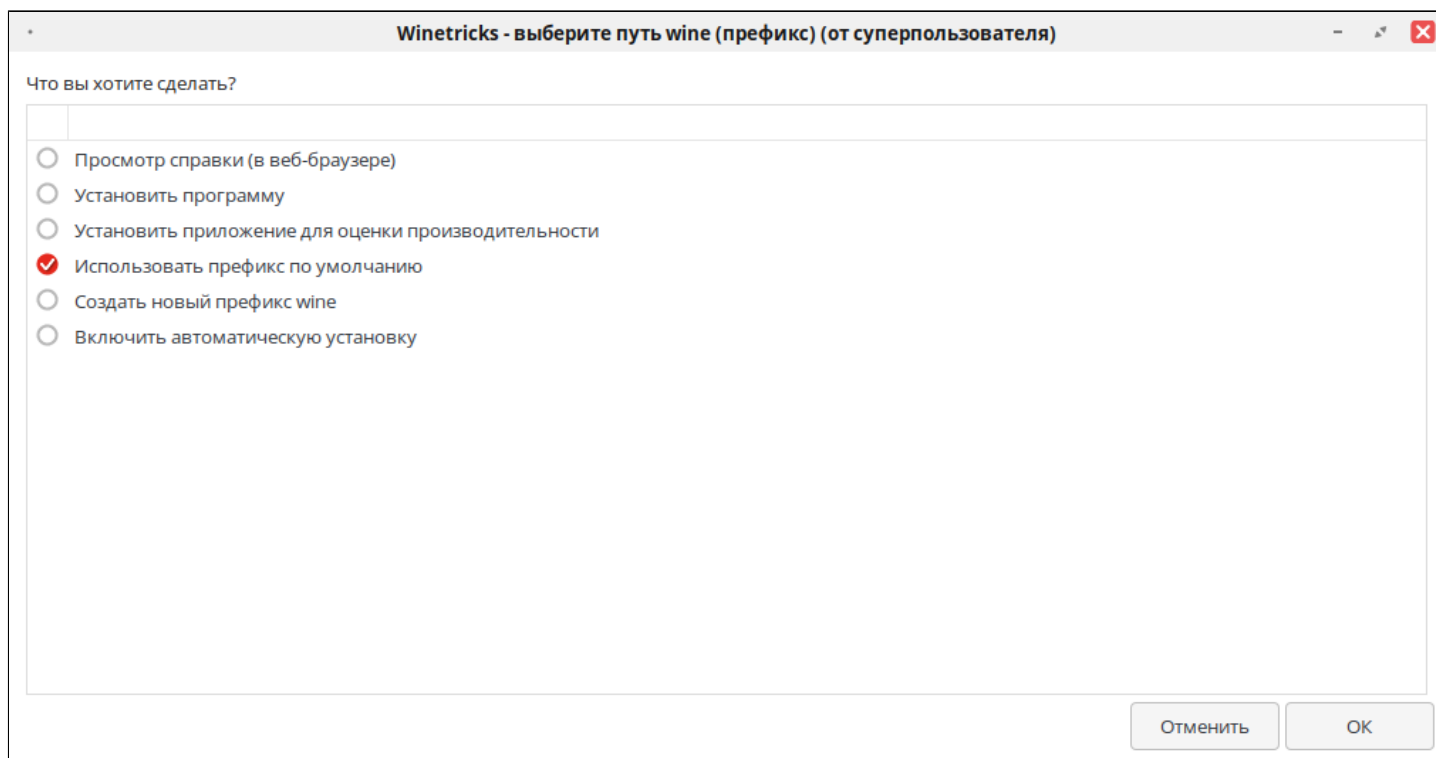 Winetricks - выберите путь wine (префикс) (от суперпользователя)
Что вы хотите сделать?
Просмотр справки (в веб-браузере)
Установить программу
Установить приложение для оценки производительности
Использовать префикс по умолчанию
Создать новый префикс wine
Включить автоматическую установку
Отменить
ОК